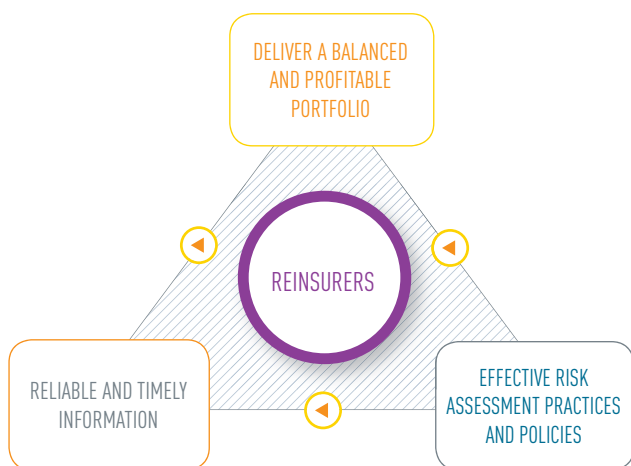 DELIVER A BALANCED
AND PROFITABLE
PORTFOLIO
REINSURERS
RELIABLE AND TIMELY
INFORMATION
EFFECTIVE RISK
ASSESSMENT PRACTICES
AND POLICIES